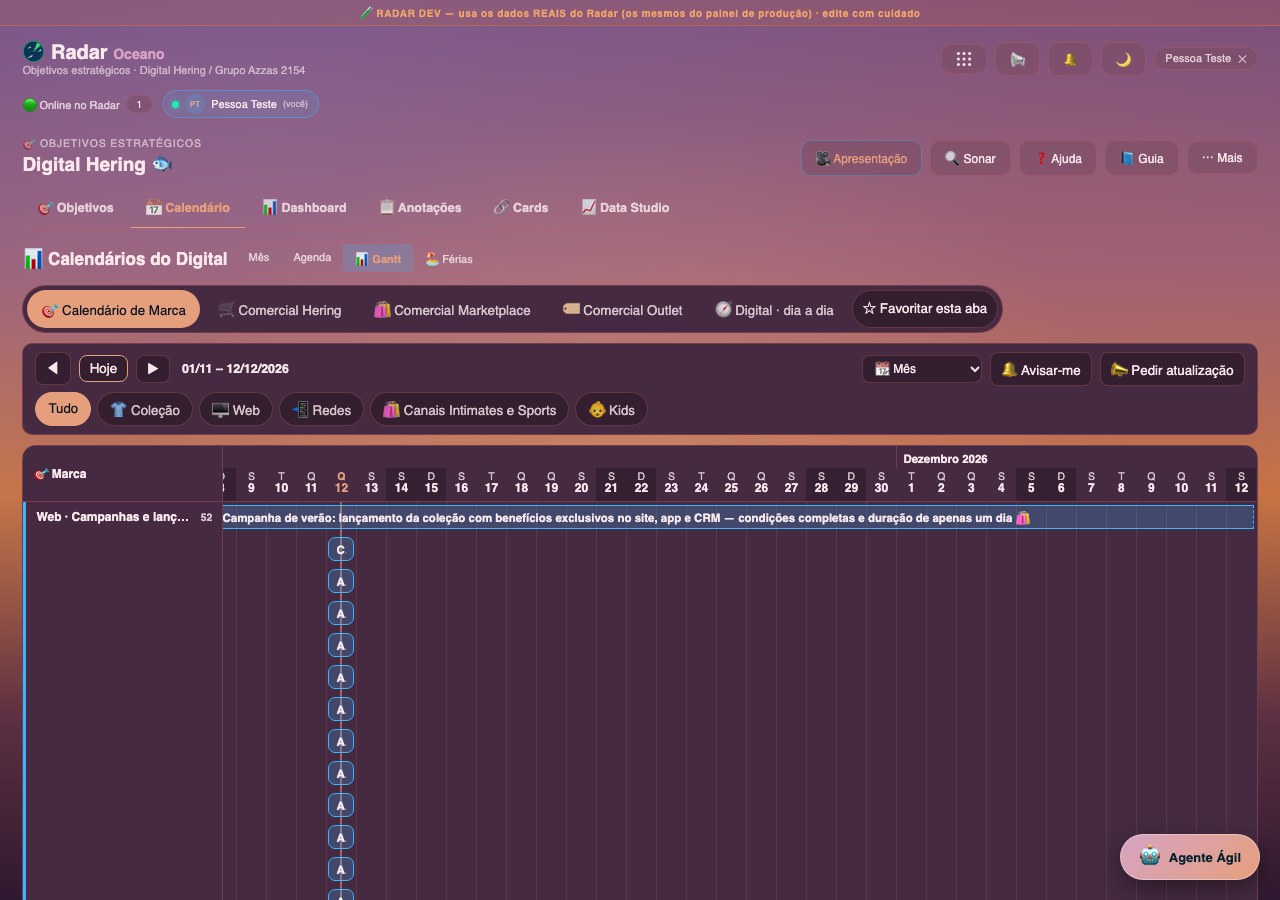 RADAR DEV — usa os dados REAIS do Radar (os mesmos do painel de produção) · edite com cuidado
Radar Oceano
Objetivos estratégicos · Digital Hering / Grupo Azzas 2154
Pessoa Teste ×
Online no Radar 1 PT Pessoa Teste (você)
OBJETIVOS ESTRATÉGICOS
Digital Hering
Apresentação Sonar Ajuda Guia ··· Mais
Objetivos Calendário Dashboard Anotações Cards Data Studio
Calendários do Digital Mês Agenda Gantt Férias
Calendário de Marca Comercial Hering Comercial Marketplace Comercial Outlet Digital · dia a dia ☆ Favoritar esta aba
◀ Hoje ▶ 01/11 – 12/12/2026 Mês Avisar-me Pedir atualização
Tudo Coleção Web Redes Canais Intimates e Sports Kids
Marca
Dezembro 2026
S T Q Q S S D S T Q Q S S D S T Q Q S S D S T Q Q S S D S T Q Q S S
9 10 11 12 13 14 15 16 17 18 19 20 21 22 23 24 25 26 27 28 29 30 1 2 3 4 5 6 7 8 9 10 11 12
Web · Campanhas e lanç... 52
Campanha de verão: lançamento da coleção com benefícios exclusivos no site, app e CRM — condições completas e duração de apenas um dia
C
A
A
A
A
A
A
A
A
A
A
Agente Ágil